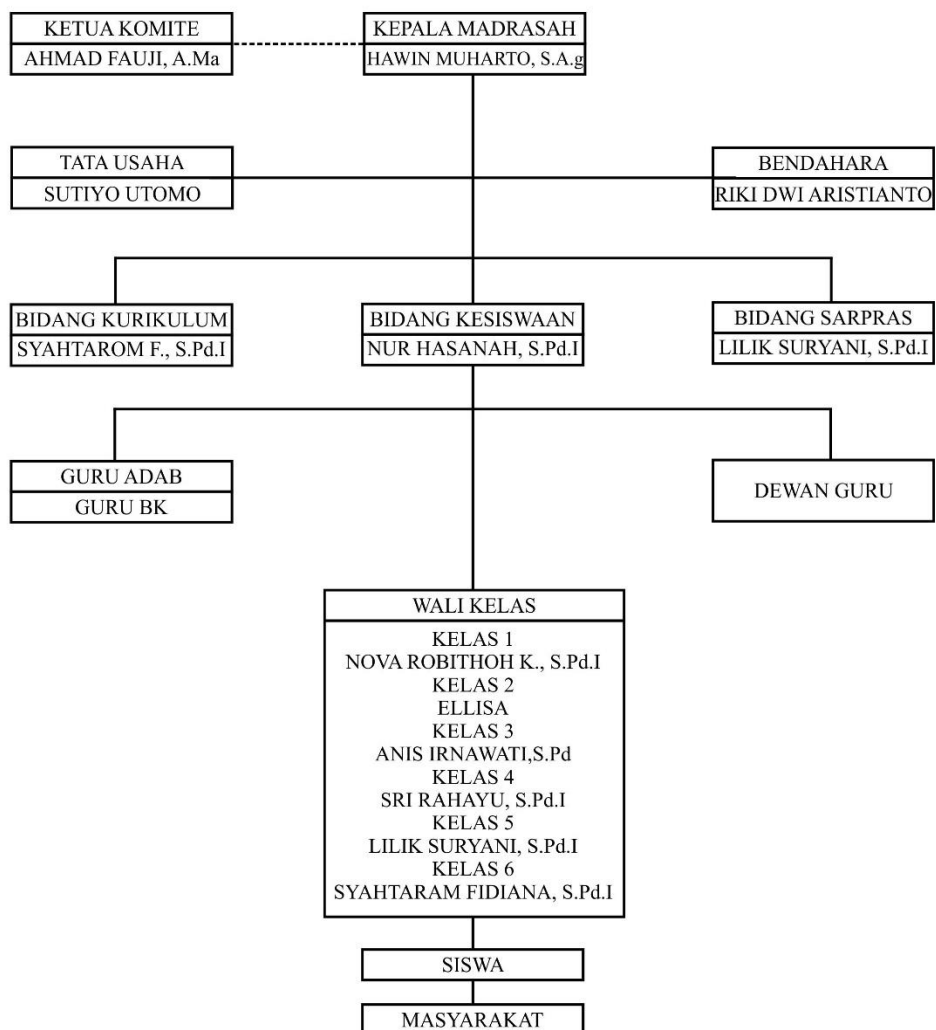 KETUA KOMITE
AHMAD FAUJI, A.Ma
KEPALA MADRASAH
HAWIN MUHARTO, S.A.g
TATA USAHA
SUTIYO UTOMO
BENDAHARA
RIKI DWI ARISTIANTO
BIDANG KURIKULUM
SYAHTAROM F., S.Pd.I
BIDANG KESISWAAN
NUR HASANAH, S.Pd.I
BIDANG SARPRAS
LILIK SURYANI, S.Pd.I
GURU ADAB
GURU BK
DEWAN GURU
WALI KELAS
KELAS 1
NOVA ROBITHOH K., S.Pd.I
KELAS 2
ELLISA
KELAS 3
ANIS IRNAWATI,S.Pd
KELAS 4
SRI RAHAYU, S.Pd.I
KELAS 5
LILIK SURYANI, S.Pd.I
KELAS 6
SYAHTARAM FIDIANA, S.Pd.I
SISWA
MASYARAKAT